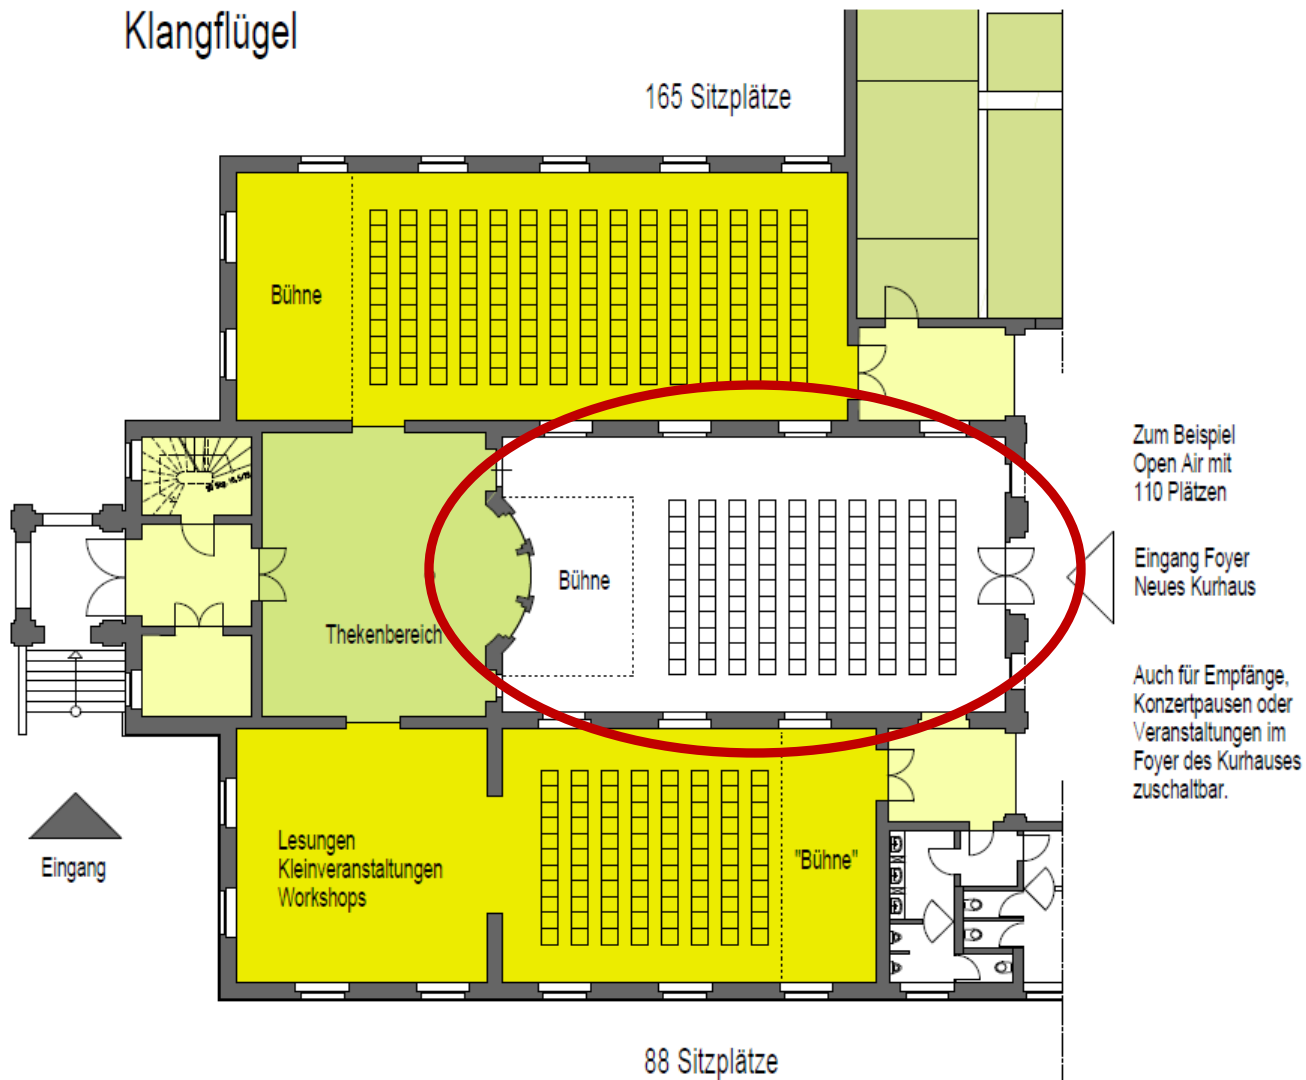 Klangflügel
165 Sitzplätze
Bühne
Zum Beispiel
Open Air mit
110 Plätzen
Eingang Foyer
Neues Kurhaus
Bühne
Thekenbereich
Auch für Empfänge,
Konzertpausen oder
Veranstaltungen im
Foyer des Kurhauses
zuschaltbar.
Eingang
Lesungen
Kleinveranstaltungen
Workshops
"Bühne"
88 Sitzplätze